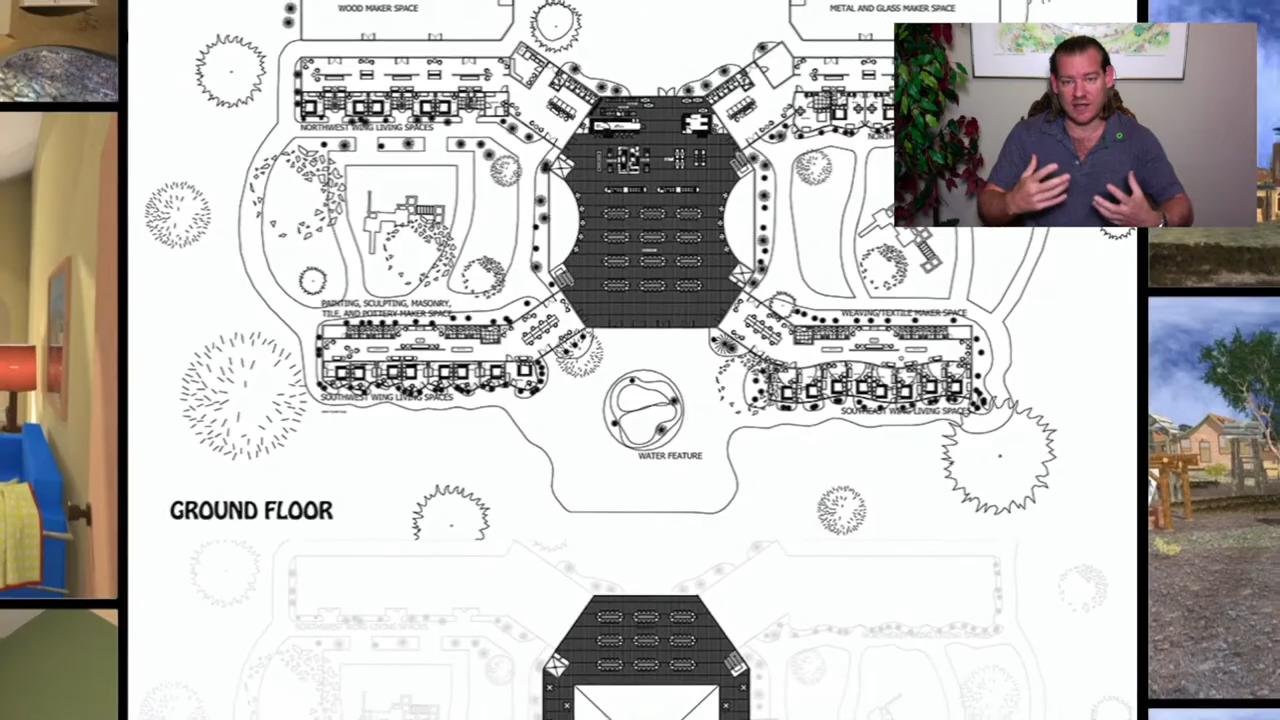 WOOD MAKER SPACE
METAL AND GLASS MAKER SPACE
NORTHWEST WING LIVING SPACES
PAINTING, SCULPTING, MASONRY,
TILE, AND POTTERY MAKER SPACE
WEAVING/TEXTILE MAKER SPACE
SOUTHWEST WING LIVING SPACES
SOUTHEAST WING LIVING SPACES
WATER FEATURE
GROUND FLOOR